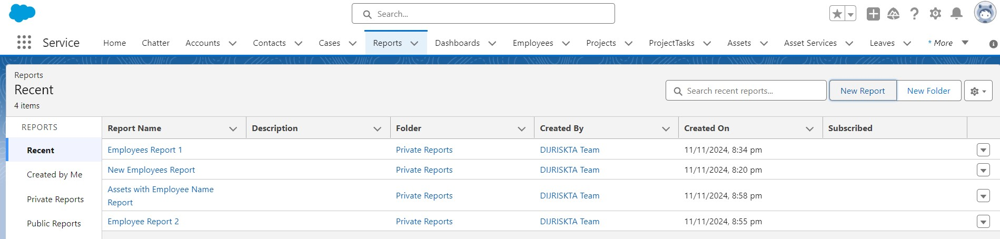 Search...
Service Home Chatter Accounts Contacts Cases Reports Dashboards Employees Projects ProjectTasks Assets Asset Services Leaves * More
Reports
Recent
4 items
Search recent reports... New Report New Folder
REPORTS
Recent
Created by Me
Private Reports
Public Reports
Report Name Description Folder Created By Created On Subscribed
Employees Report 1 Private Reports DIJRISKTA Team 11/11/2024, 8:34 pm
New Employees Report Private Reports DIJRISKTA Team 11/11/2024, 8:20 pm
Assets with Employee Name
Report Private Reports DIJRISKTA Team 11/11/2024, 8:58 pm
Employee Report 2 Private Reports DIJRISKTA Team 11/11/2024, 8:55 pm